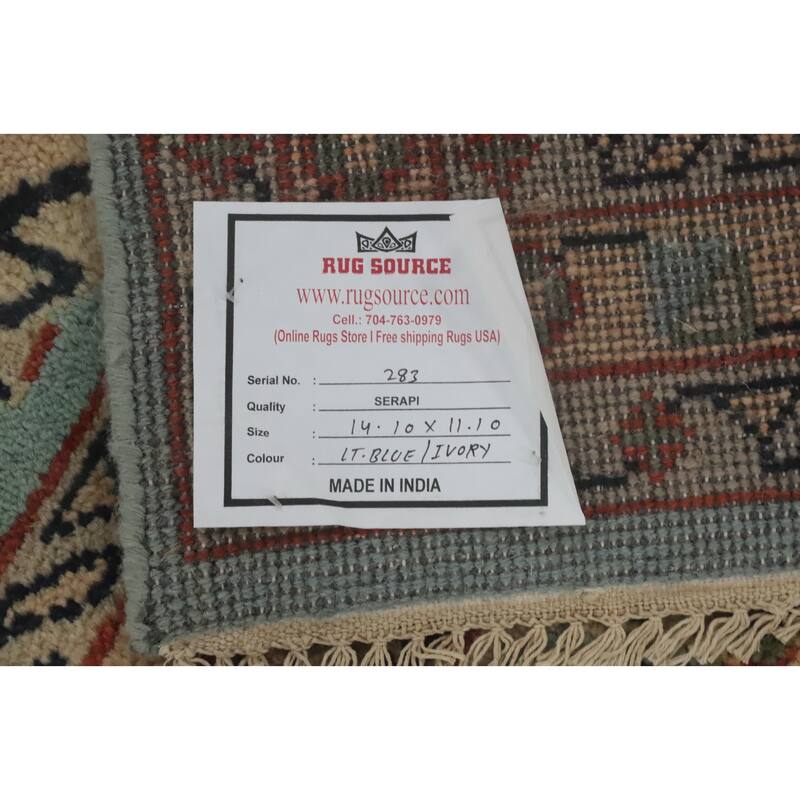 RUG SOURCE
www.rugsource.com
Cell.: 704-763-0979
(Online Rugs Store I Free shipping Rugs USA)
Serial No. : 283
Quality : SERAPI
Size : 14.10 x 11.10
Colour : LT.BLUE/IVORY
MADE IN INDIA